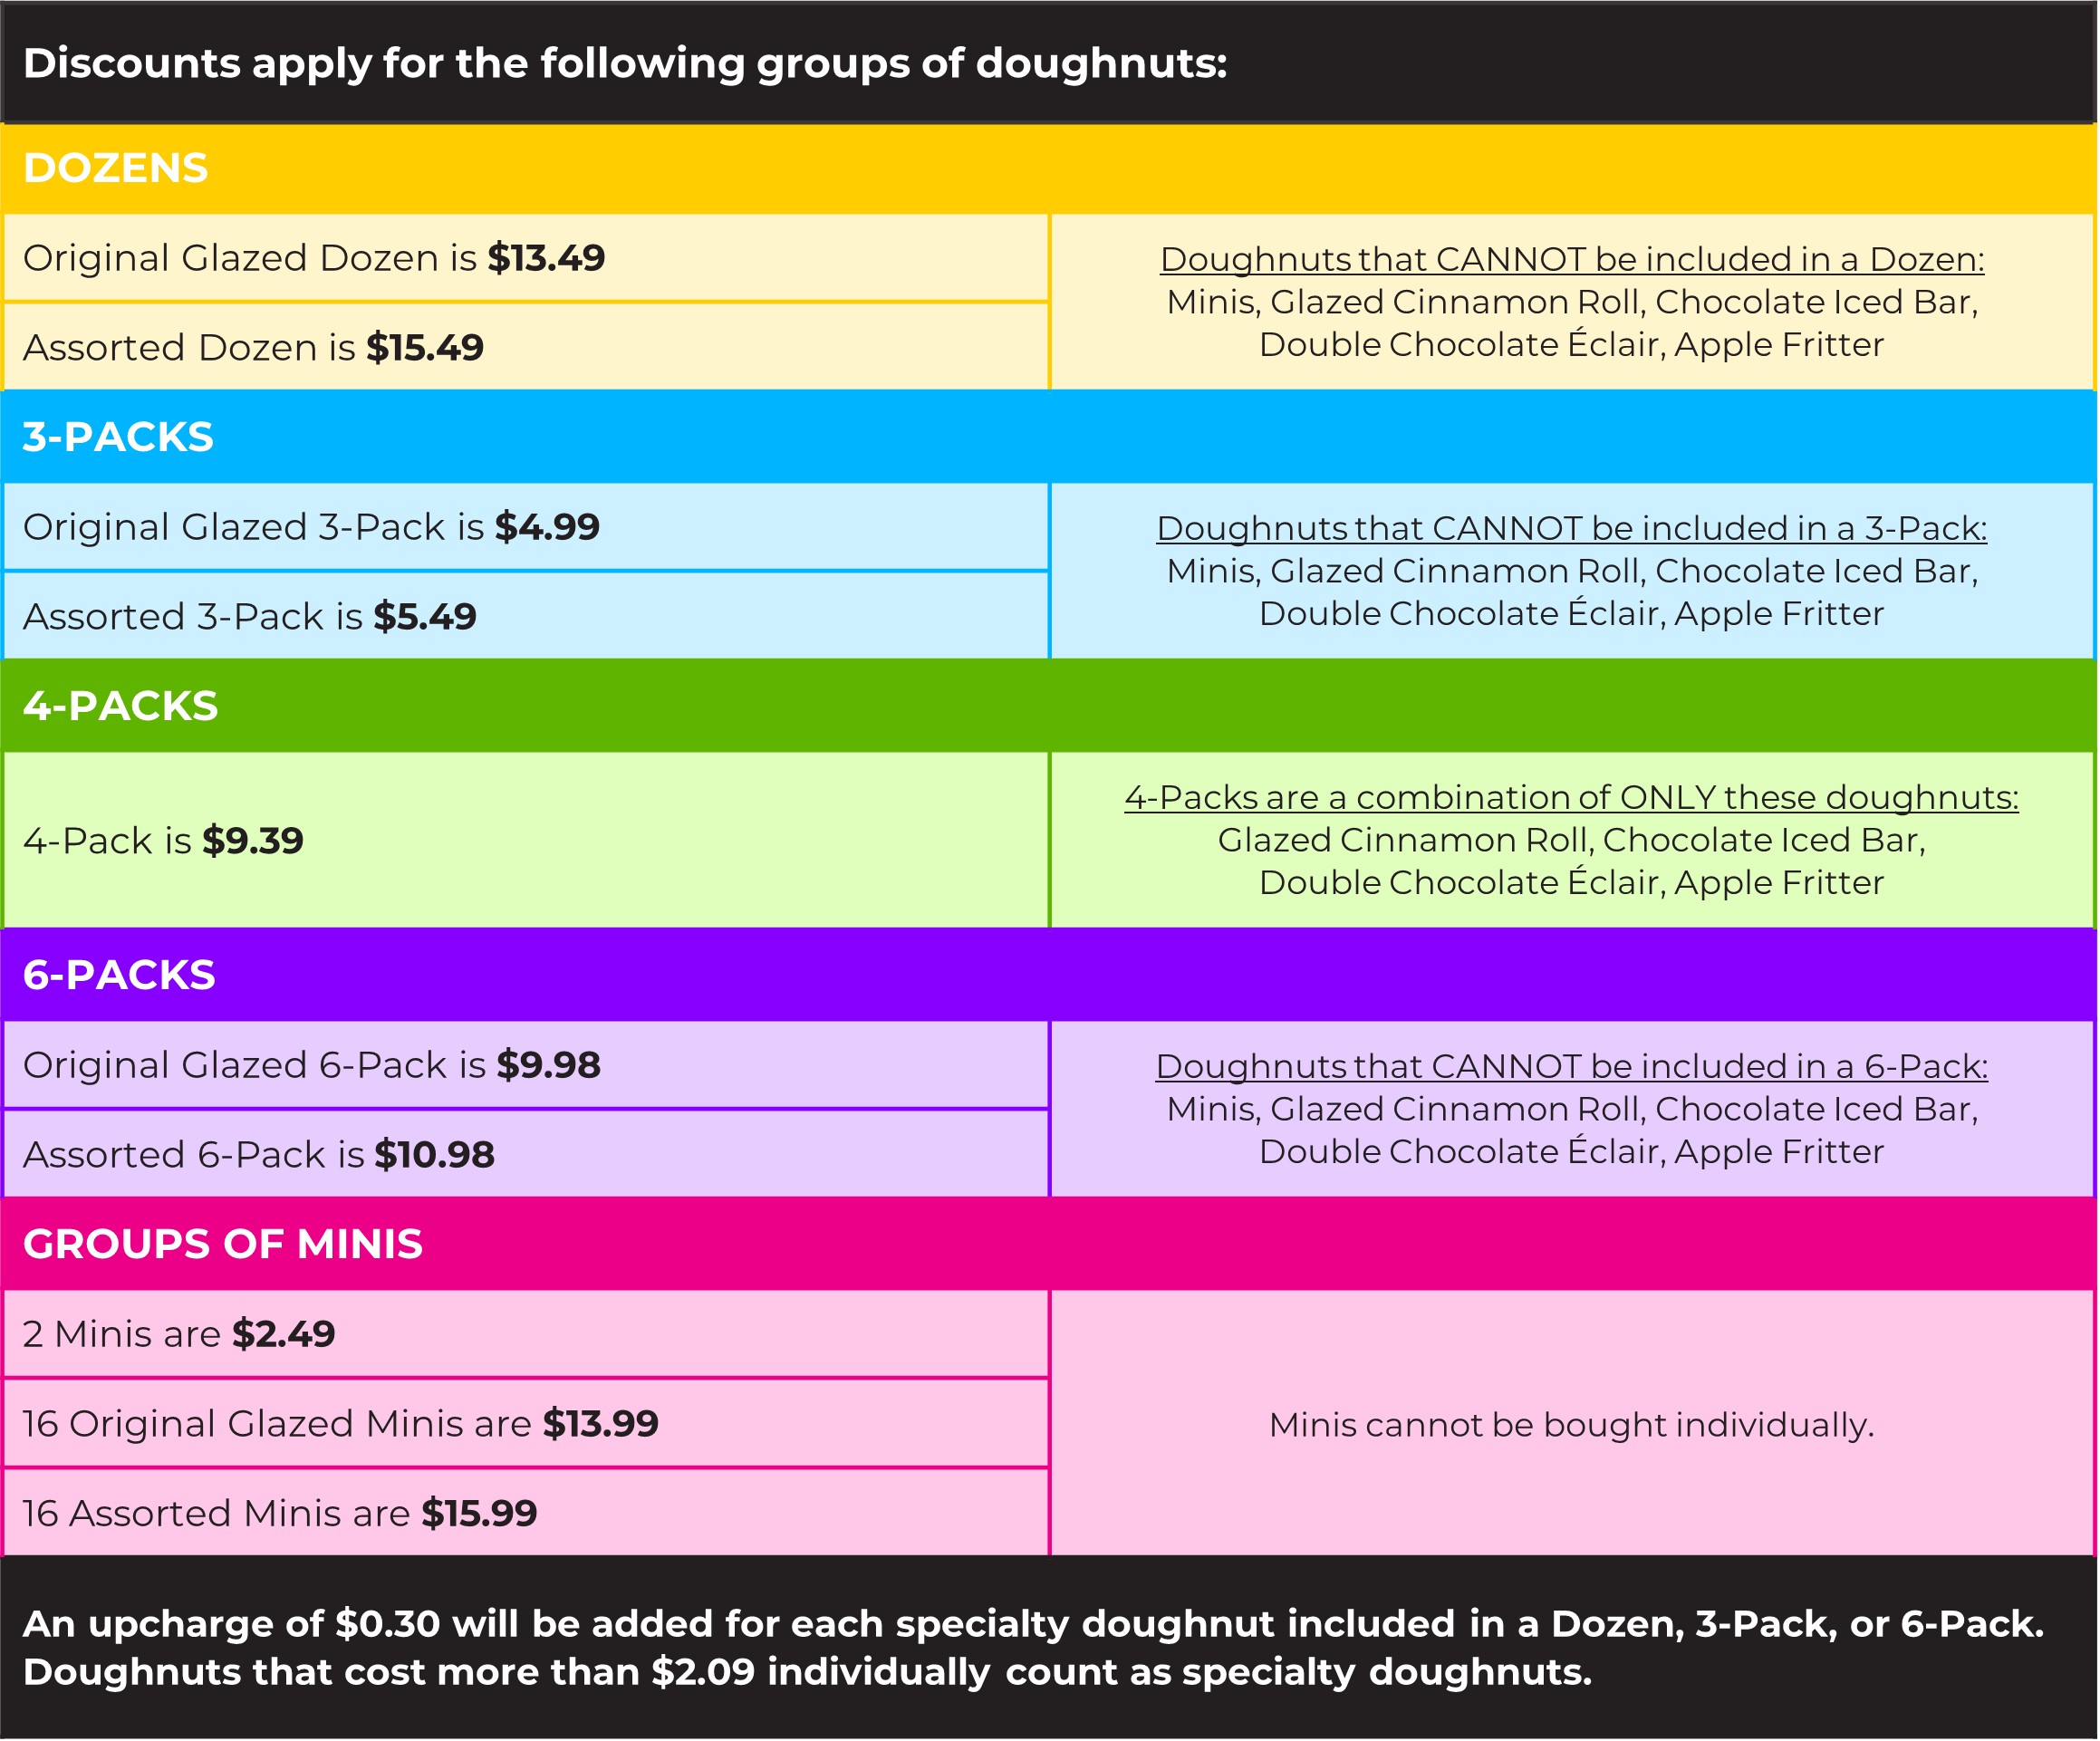 Discounts apply for the following groups of doughnuts:
DOZENS
Original Glazed Dozen is $13.49
Assorted Dozen is $15.49
Doughnuts that CANNOT be included in a Dozen:
Minis, Glazed Cinnamon Roll, Chocolate Iced Bar,
Double Chocolate Éclair, Apple Fritter
3-PACKS
Original Glazed 3-Pack is $4.99
Assorted 3-Pack is $5.49
Doughnuts that CANNOT be included in a 3-Pack:
Minis, Glazed Cinnamon Roll, Chocolate Iced Bar,
Double Chocolate Éclair, Apple Fritter
4-PACKS
4-Pack is $9.39
4-Packs are a combination of ONLY these doughnuts:
Glazed Cinnamon Roll, Chocolate Iced Bar,
Double Chocolate Éclair, Apple Fritter
6-PACKS
Original Glazed 6-Pack is $9.98
Assorted 6-Pack is $10.98
Doughnuts that CANNOT be included in a 6-Pack:
Minis, Glazed Cinnamon Roll, Chocolate Iced Bar,
Double Chocolate Éclair, Apple Fritter
GROUPS OF MINIS
2 Minis are $2.49
16 Original Glazed Minis are $13.99
16 Assorted Minis are $15.99
Minis cannot be bought individually.
An upcharge of $0.30 will be added for each specialty doughnut included in a Dozen, 3-Pack, or 6-Pack.
Doughnuts that cost more than $2.09 individually count as specialty doughnuts.